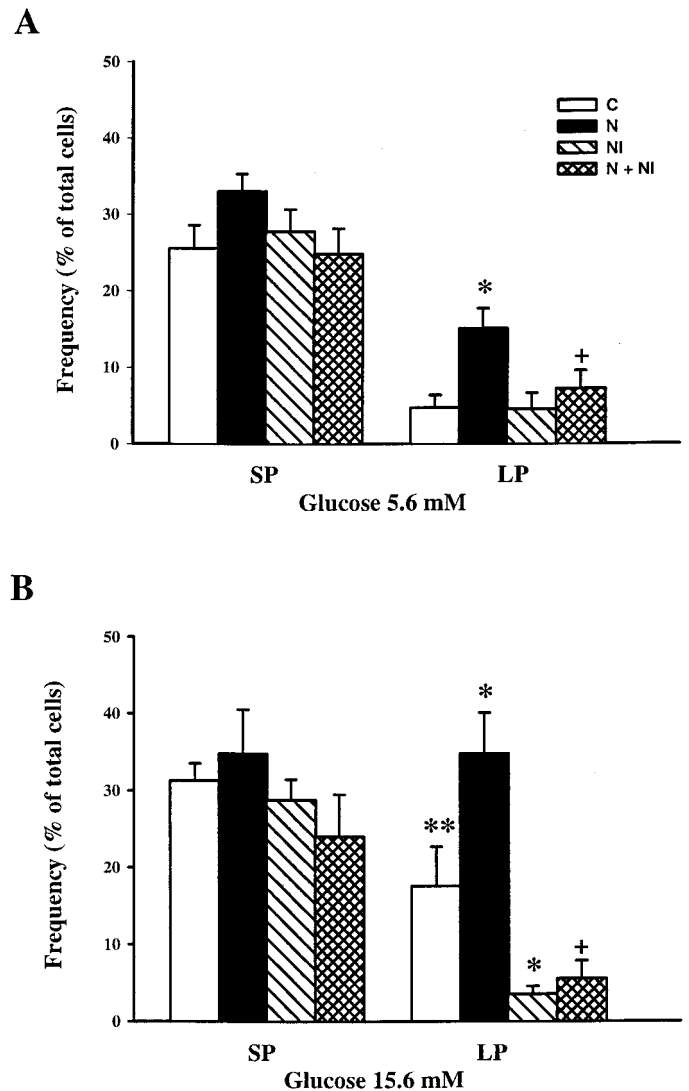 A
Frequency (% of total cells)
50
40
30
20
10
0
C
N
NI
N + NI
*
+
SP
LP
Glucose 5.6 mM
B
Frequency (% of total cells)
50
40
30
20
10
0
*
**
*
+
SP
LP
Glucose 15.6 mM